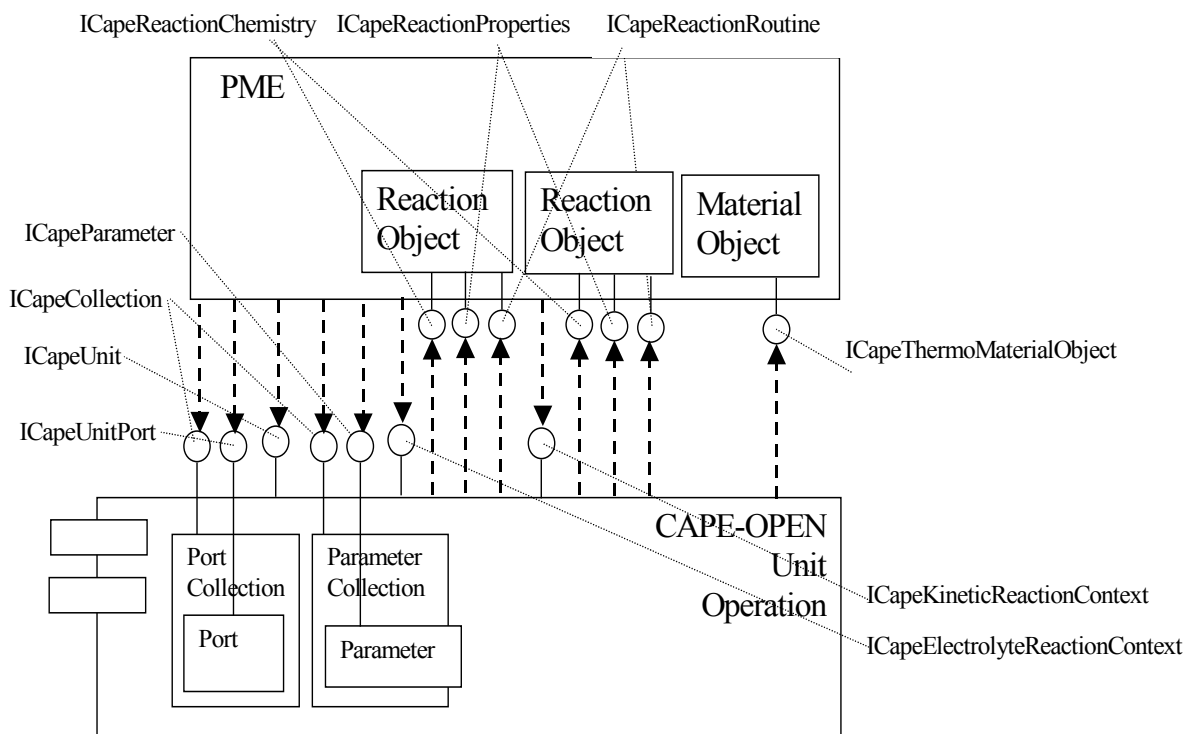 ICapeReactionChemistry
ICapeReactionProperties
ICapeReactionRoutine
PME
Reaction
Object
Reaction
Object
Material
Object
ICapeParameter
ICapeCollection
ICapeUnit
ICapeUnitPort
ICapeThermoMaterialObject
CAPE-OPEN
Unit
Operation
Port
Collection
Port
Parameter
Collection
Parameter
ICapeKineticReactionContext
ICapeElectrolyteReactionContext